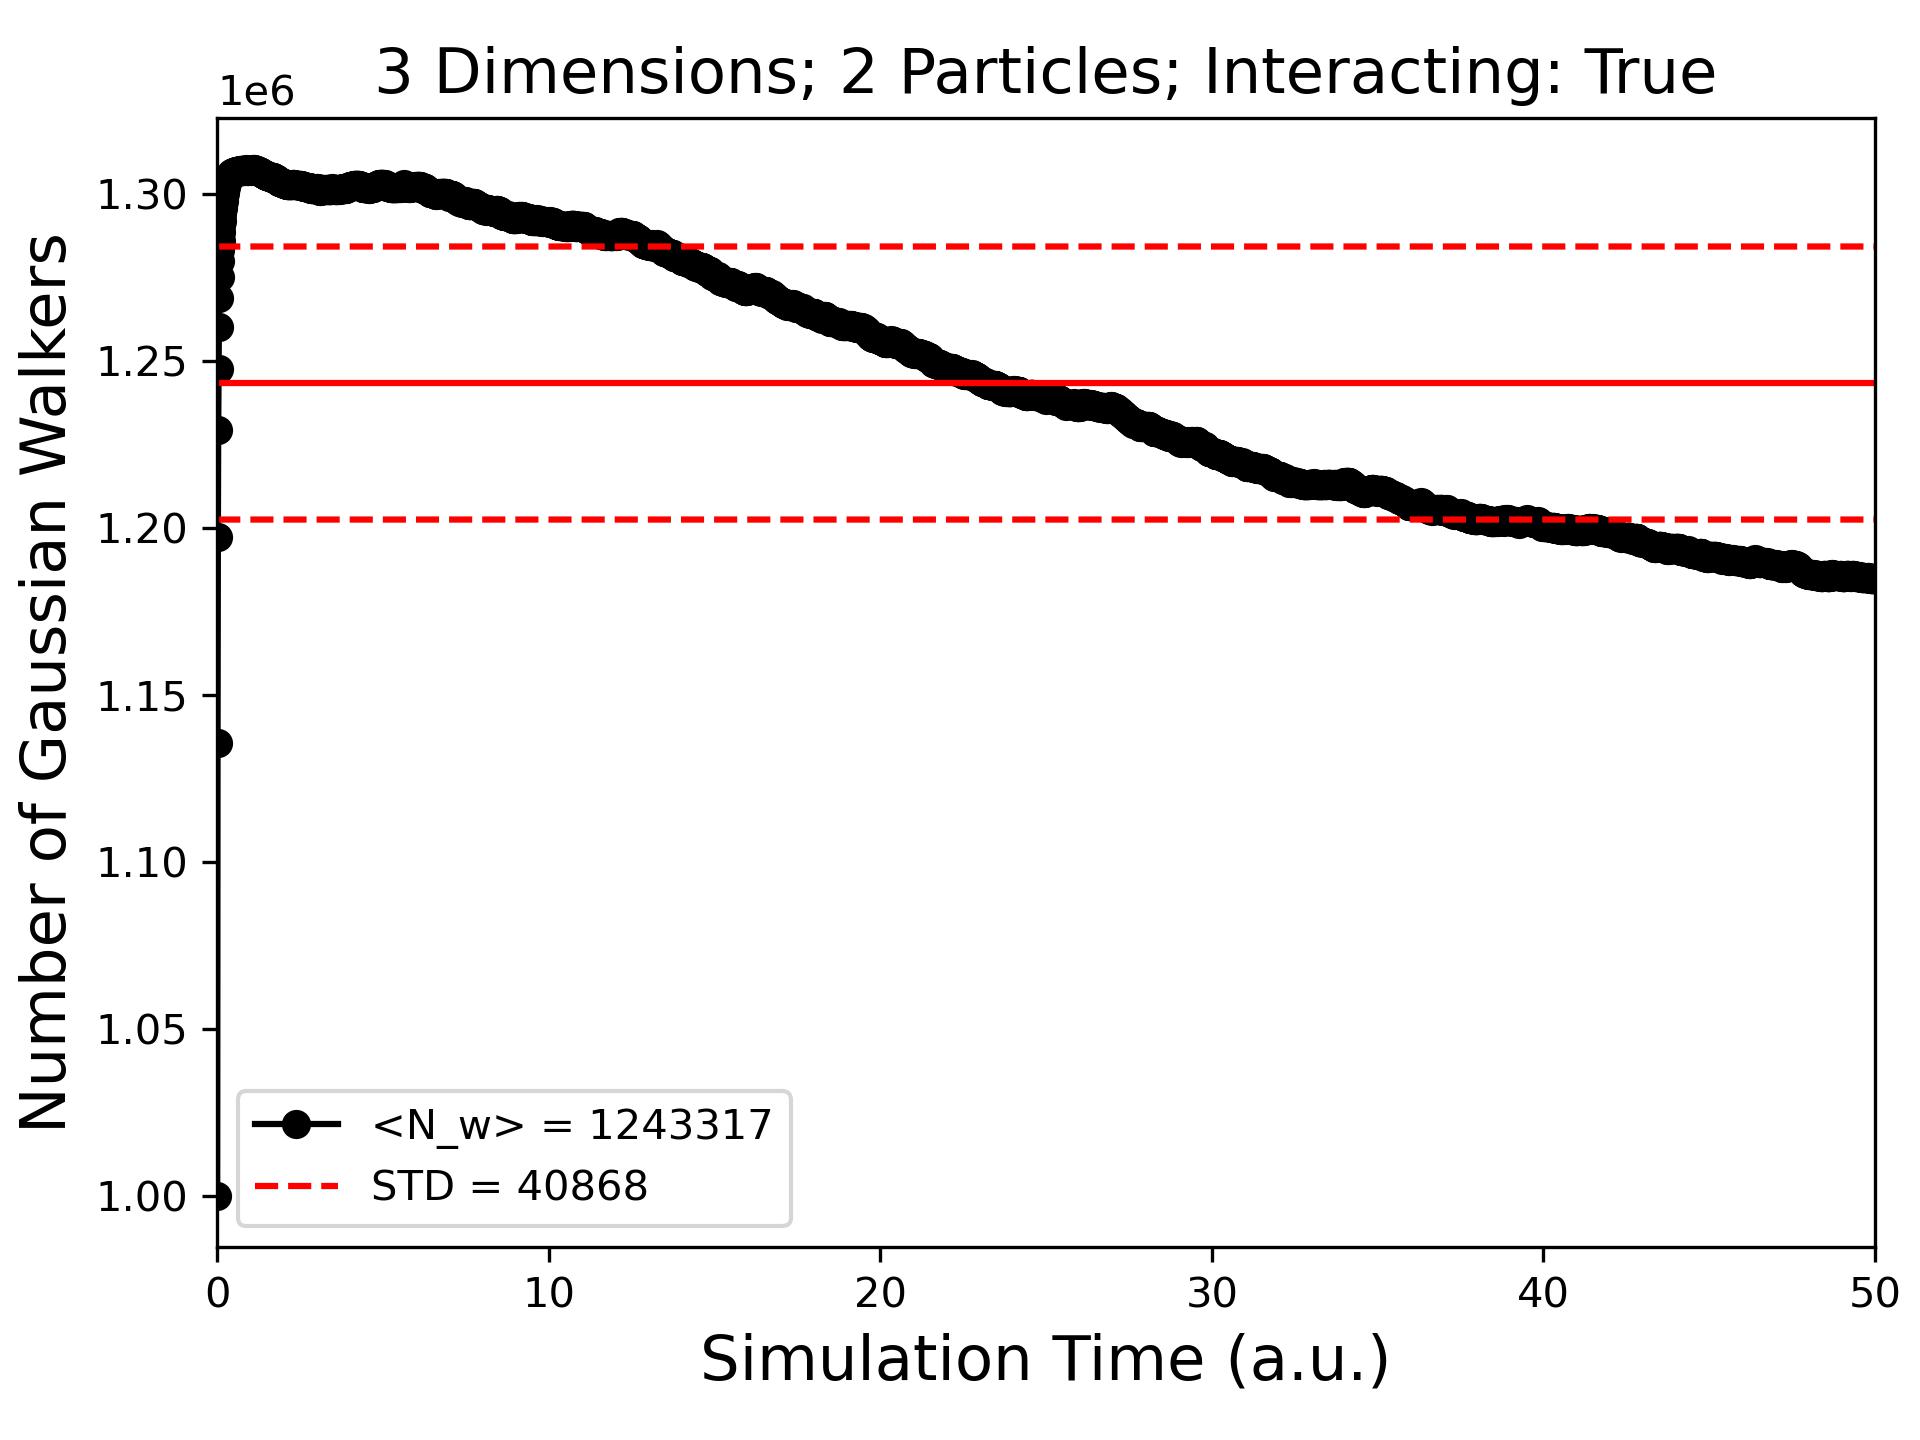 3 Dimensions; 2 Particles; Interacting: True
1e6
Number of Gaussian Walkers
1.30
1.25
1.20
1.15
1.10
1.05
1.00
<N_w> = 1243317
STD = 40868
0 10 20 30 40 50
Simulation Time (a.u.)